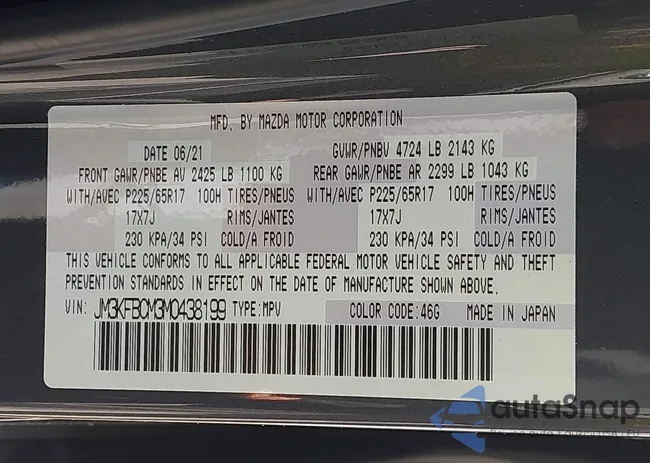 MFD. BY MAZDA MOTOR CORPORATION
DATE 06/21 GVWR/PNBV 4724 LB 2143 KG
FRONT GAWR/PNBE AV 2425 LB 1100 KG REAR GAWR/PNBE AR 2299 LB 1043 KG
WITH/AVEC P225/65R17 100H TIRES/PNEUS WITH/AVEC P225/65R17 100H TIRES/PNEUS
17X7J RIMS/JANTES 17X7J RIMS/JANTES
230 KPA/34 PSI COLD/A FROID 230 KPA/34 PSI COLD/A FROID
THIS VEHICLE CONFORMS TO ALL APPLICABLE FEDERAL MOTOR VEHICLE SAFETY AND THEFT
PREVENTION STANDARDS IN EFFECT ON THE DATE OF MANUFACTURE SHOWN ABOVE.
VIN: JM3KFBCM3M0438199 TYPE:MPV COLOR CODE:46G MADE IN JAPAN
autoSnap